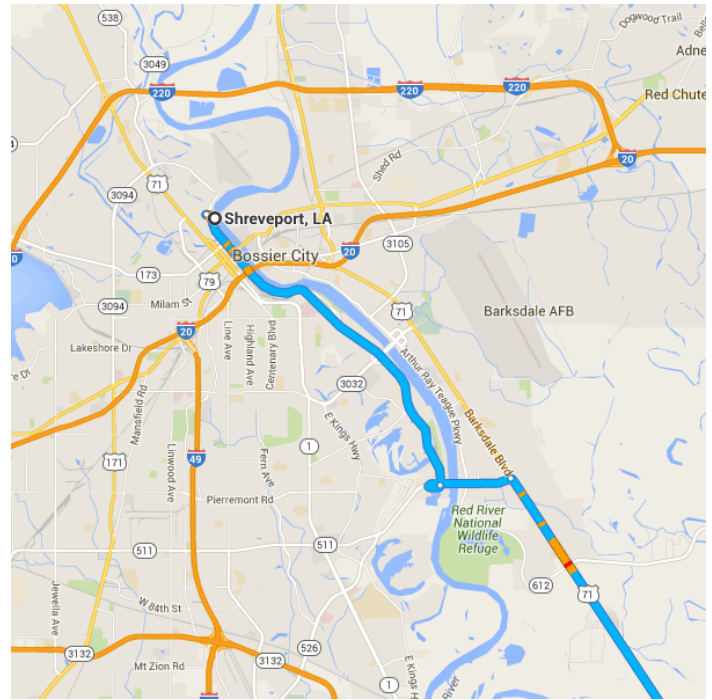 538
3049
Dogwood Trail
Adne
220
220
220
Red Chute
Shed Rd
20
3094
71
Shreveport, LA
3105
20
Bossier City
173
79
3094
Milam St
71
Barksdale AFB
Line Ave
Highland Ave
Centenary Blvd
20
Lakeshore Dr
Arthur Ray Teague Pkwy
3032
Mansfield Rd
Barksdale Blvd
E Kings Hwy
1
171
Linwood Ave
49
Fern Ave
Pierremont Rd
Red River
National
Wildlife
Refuge
511
511
612
71
Jewella Ave
W 84th St
526
3132
Mt Zion Rd
3132
1
E Kings H
River